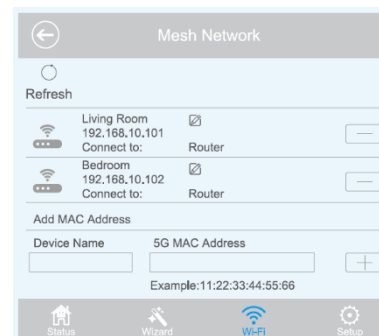 Mesh Network
Refresh
Living Room
192.168.10.101
Connect to: Router
Bedroom
192.168.10.102
Connect to: Router
Add MAC Address
Device Name 5G MAC Address
Example:11:22:33:44:55:66
Status Wizard Wi-Fi Setup